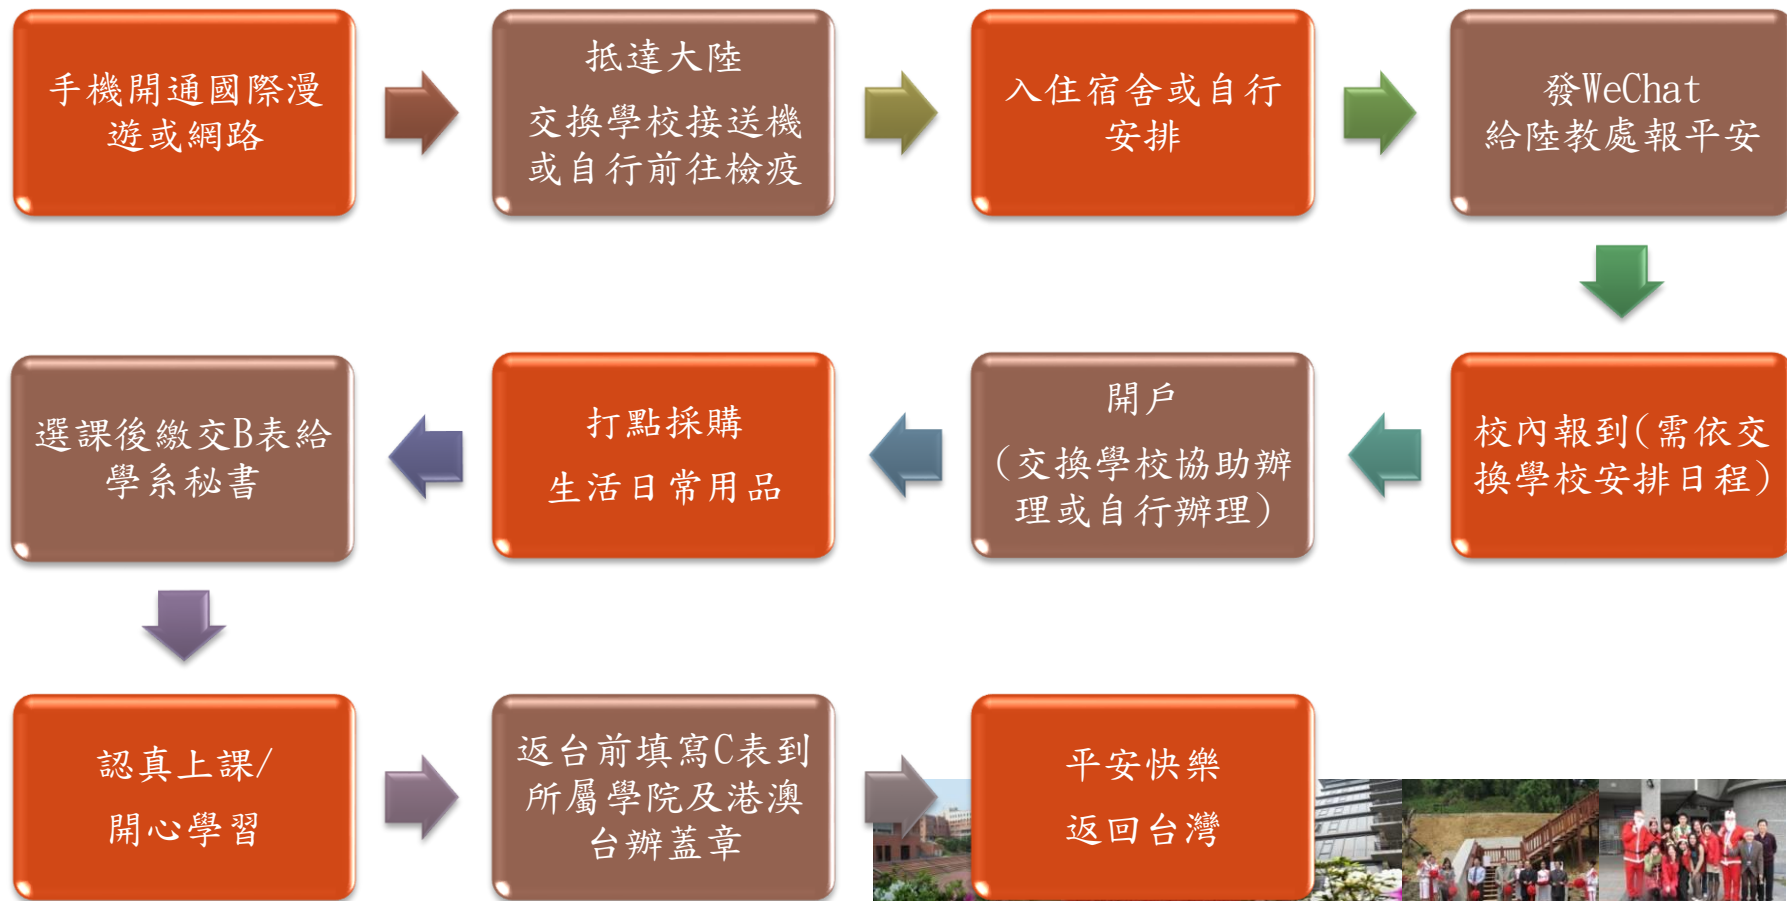 手機開通國際漫
遊或網路
抵達大陸
交換學校接送機
或自行前往檢疫
入住宿舍或自行
安排
發WeChat
給陸教處報平安
校內報到(需依交
換學校安排日程)
開戶
(交換學校協助辦
理或自行辦理)
打點採購
生活日常用品
選課後繳交B表給
學系秘書
認真上課/
開心學習
返台前填寫C表到
所屬學院及港澳
台辦蓋章
平安快樂
返回台灣